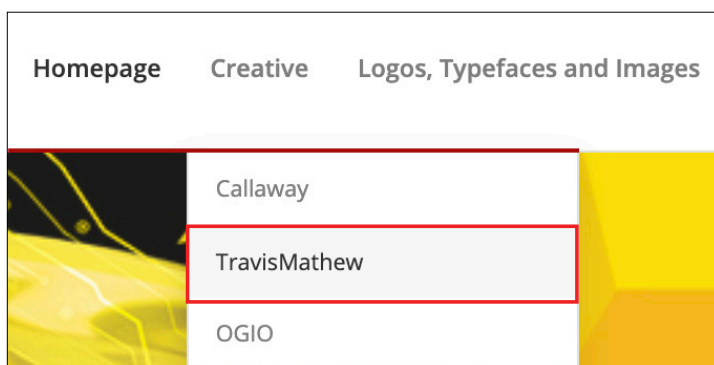 Homepage Creative Logos, Typefaces and Images
Callaway
TravisMathew
OGIO